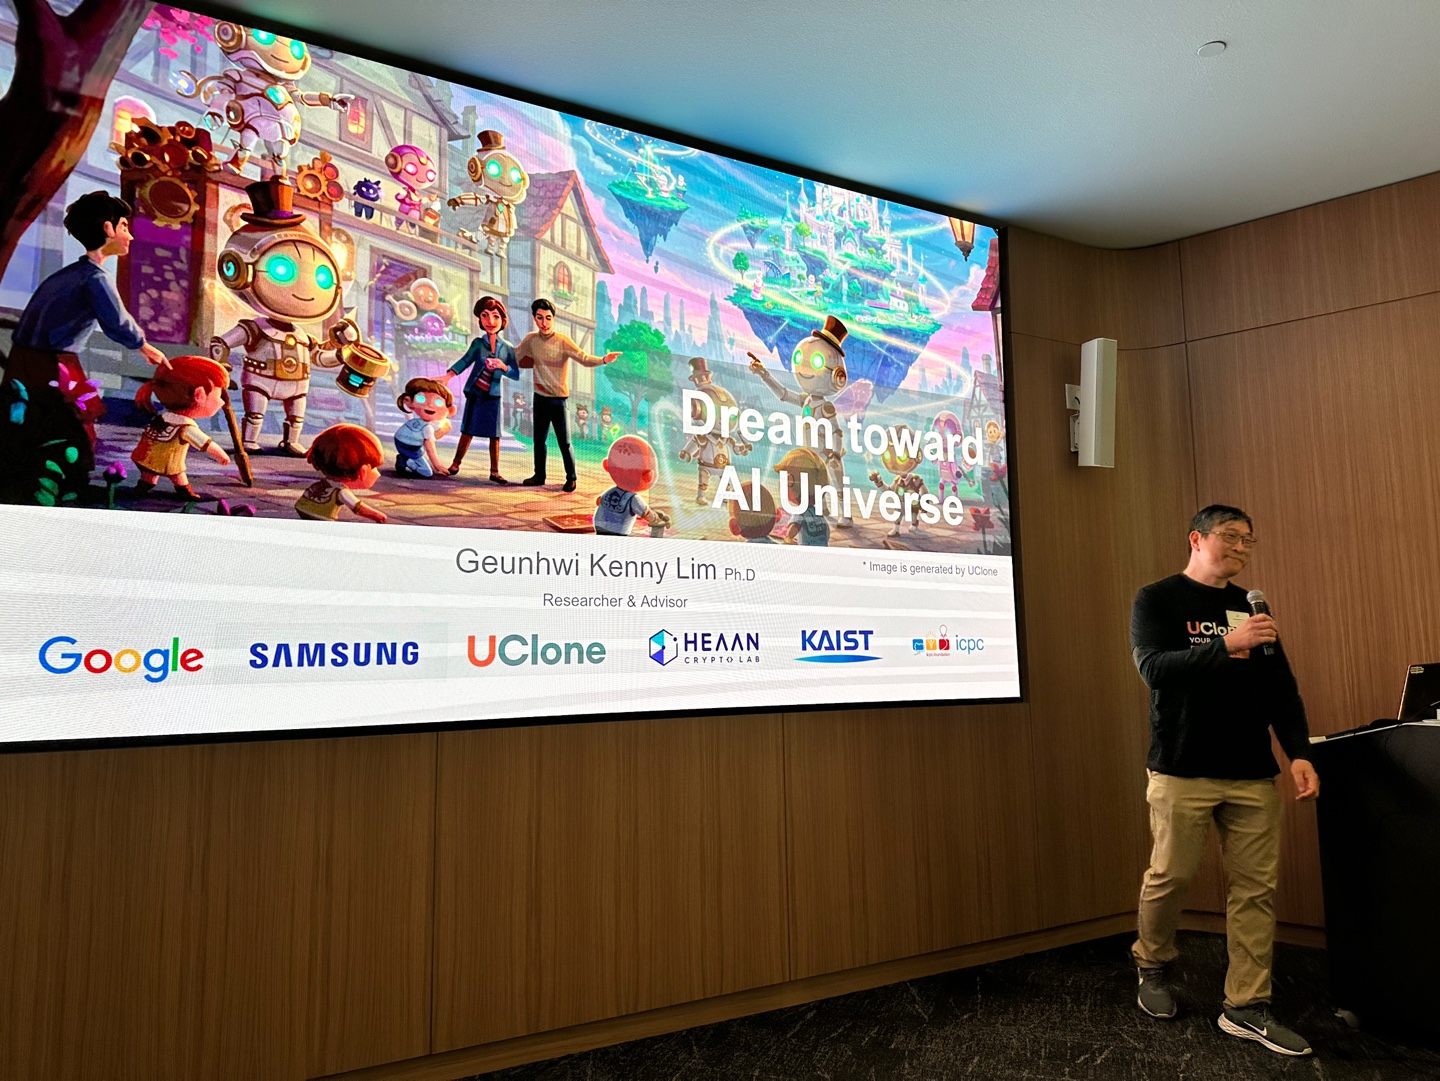 Dream toward
AI Universe
Geunhwi Kenny Lim Ph.D
* Image is generated by UClone
Researcher & Advisor
Google
SAMSUNG
UClone
HEAAN
CRYPTO LAB
KAIST
icpc
UClo
YOUR